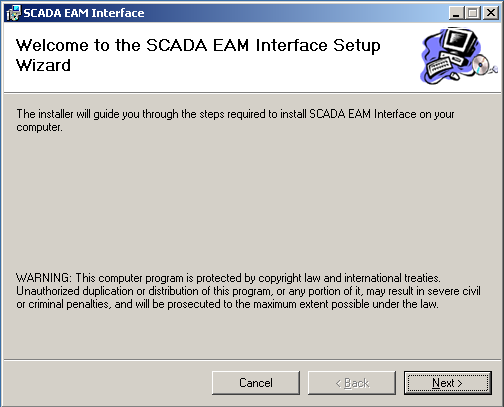 SCADA EAM Interface
Welcome to the SCADA EAM Interface Setup
Wizard
The installer will guide you through the steps required to install SCADA EAM Interface on your
computer.
WARNING: This computer program is protected by copyright law and international treaties.
Unauthorized duplication or distribution of this program, or any portion of it, may result in severe civil
or criminal penalties, and will be prosecuted to the maximum extent possible under the law.
Cancel
< Back
Next >